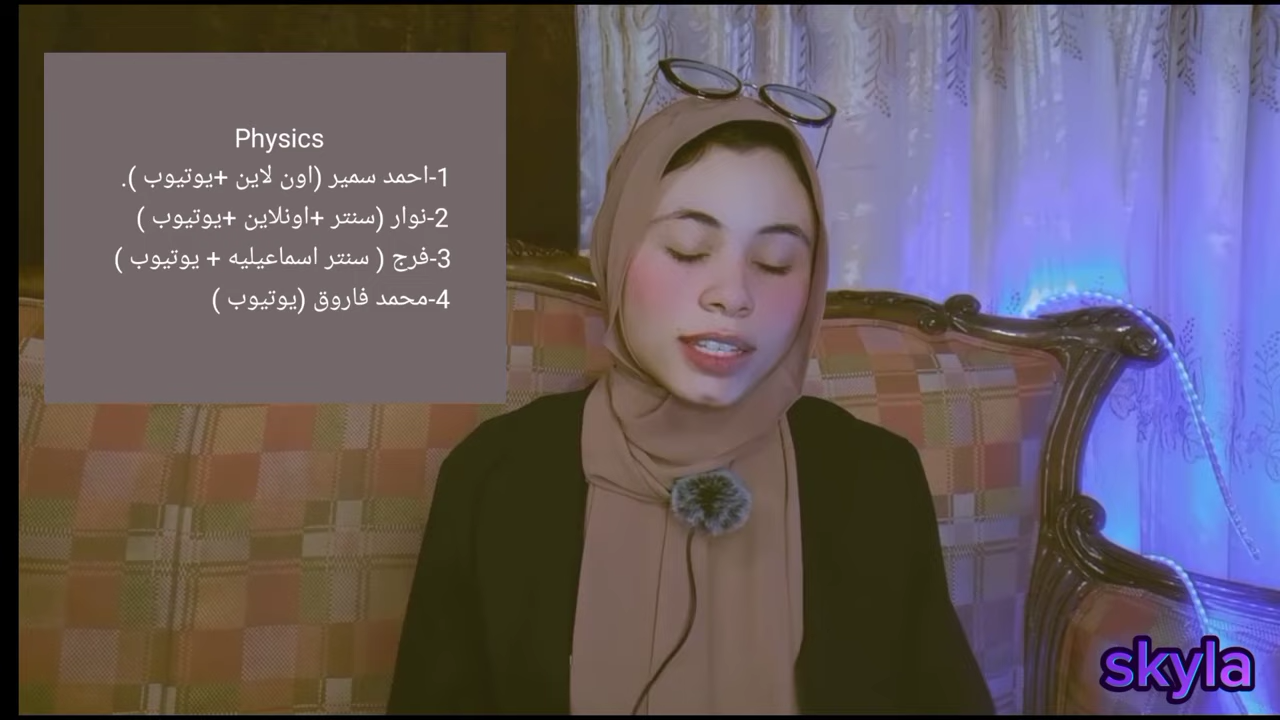 Physics
1-احمد سمير (اون لاين +يوتيوب ).
2-نوار (سنتر +اونلاين +يوتيوب )
3-فرج ( سنتر اسماعيليه + يوتيوب )
4-محمد فاروق (يوتيوب )
skyla